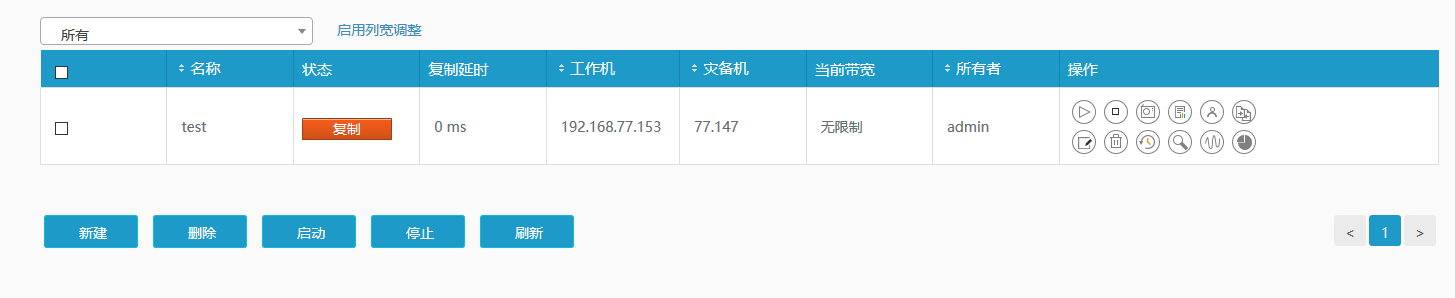 所有 启用列宽调整
名称 状态 复制延时 工作机 灾备机 当前带宽 所有者 操作
test 复制 0 ms 192.168.77.153 77.147 无限制 admin
新建 删除 启动 停止 刷新 < 1 >